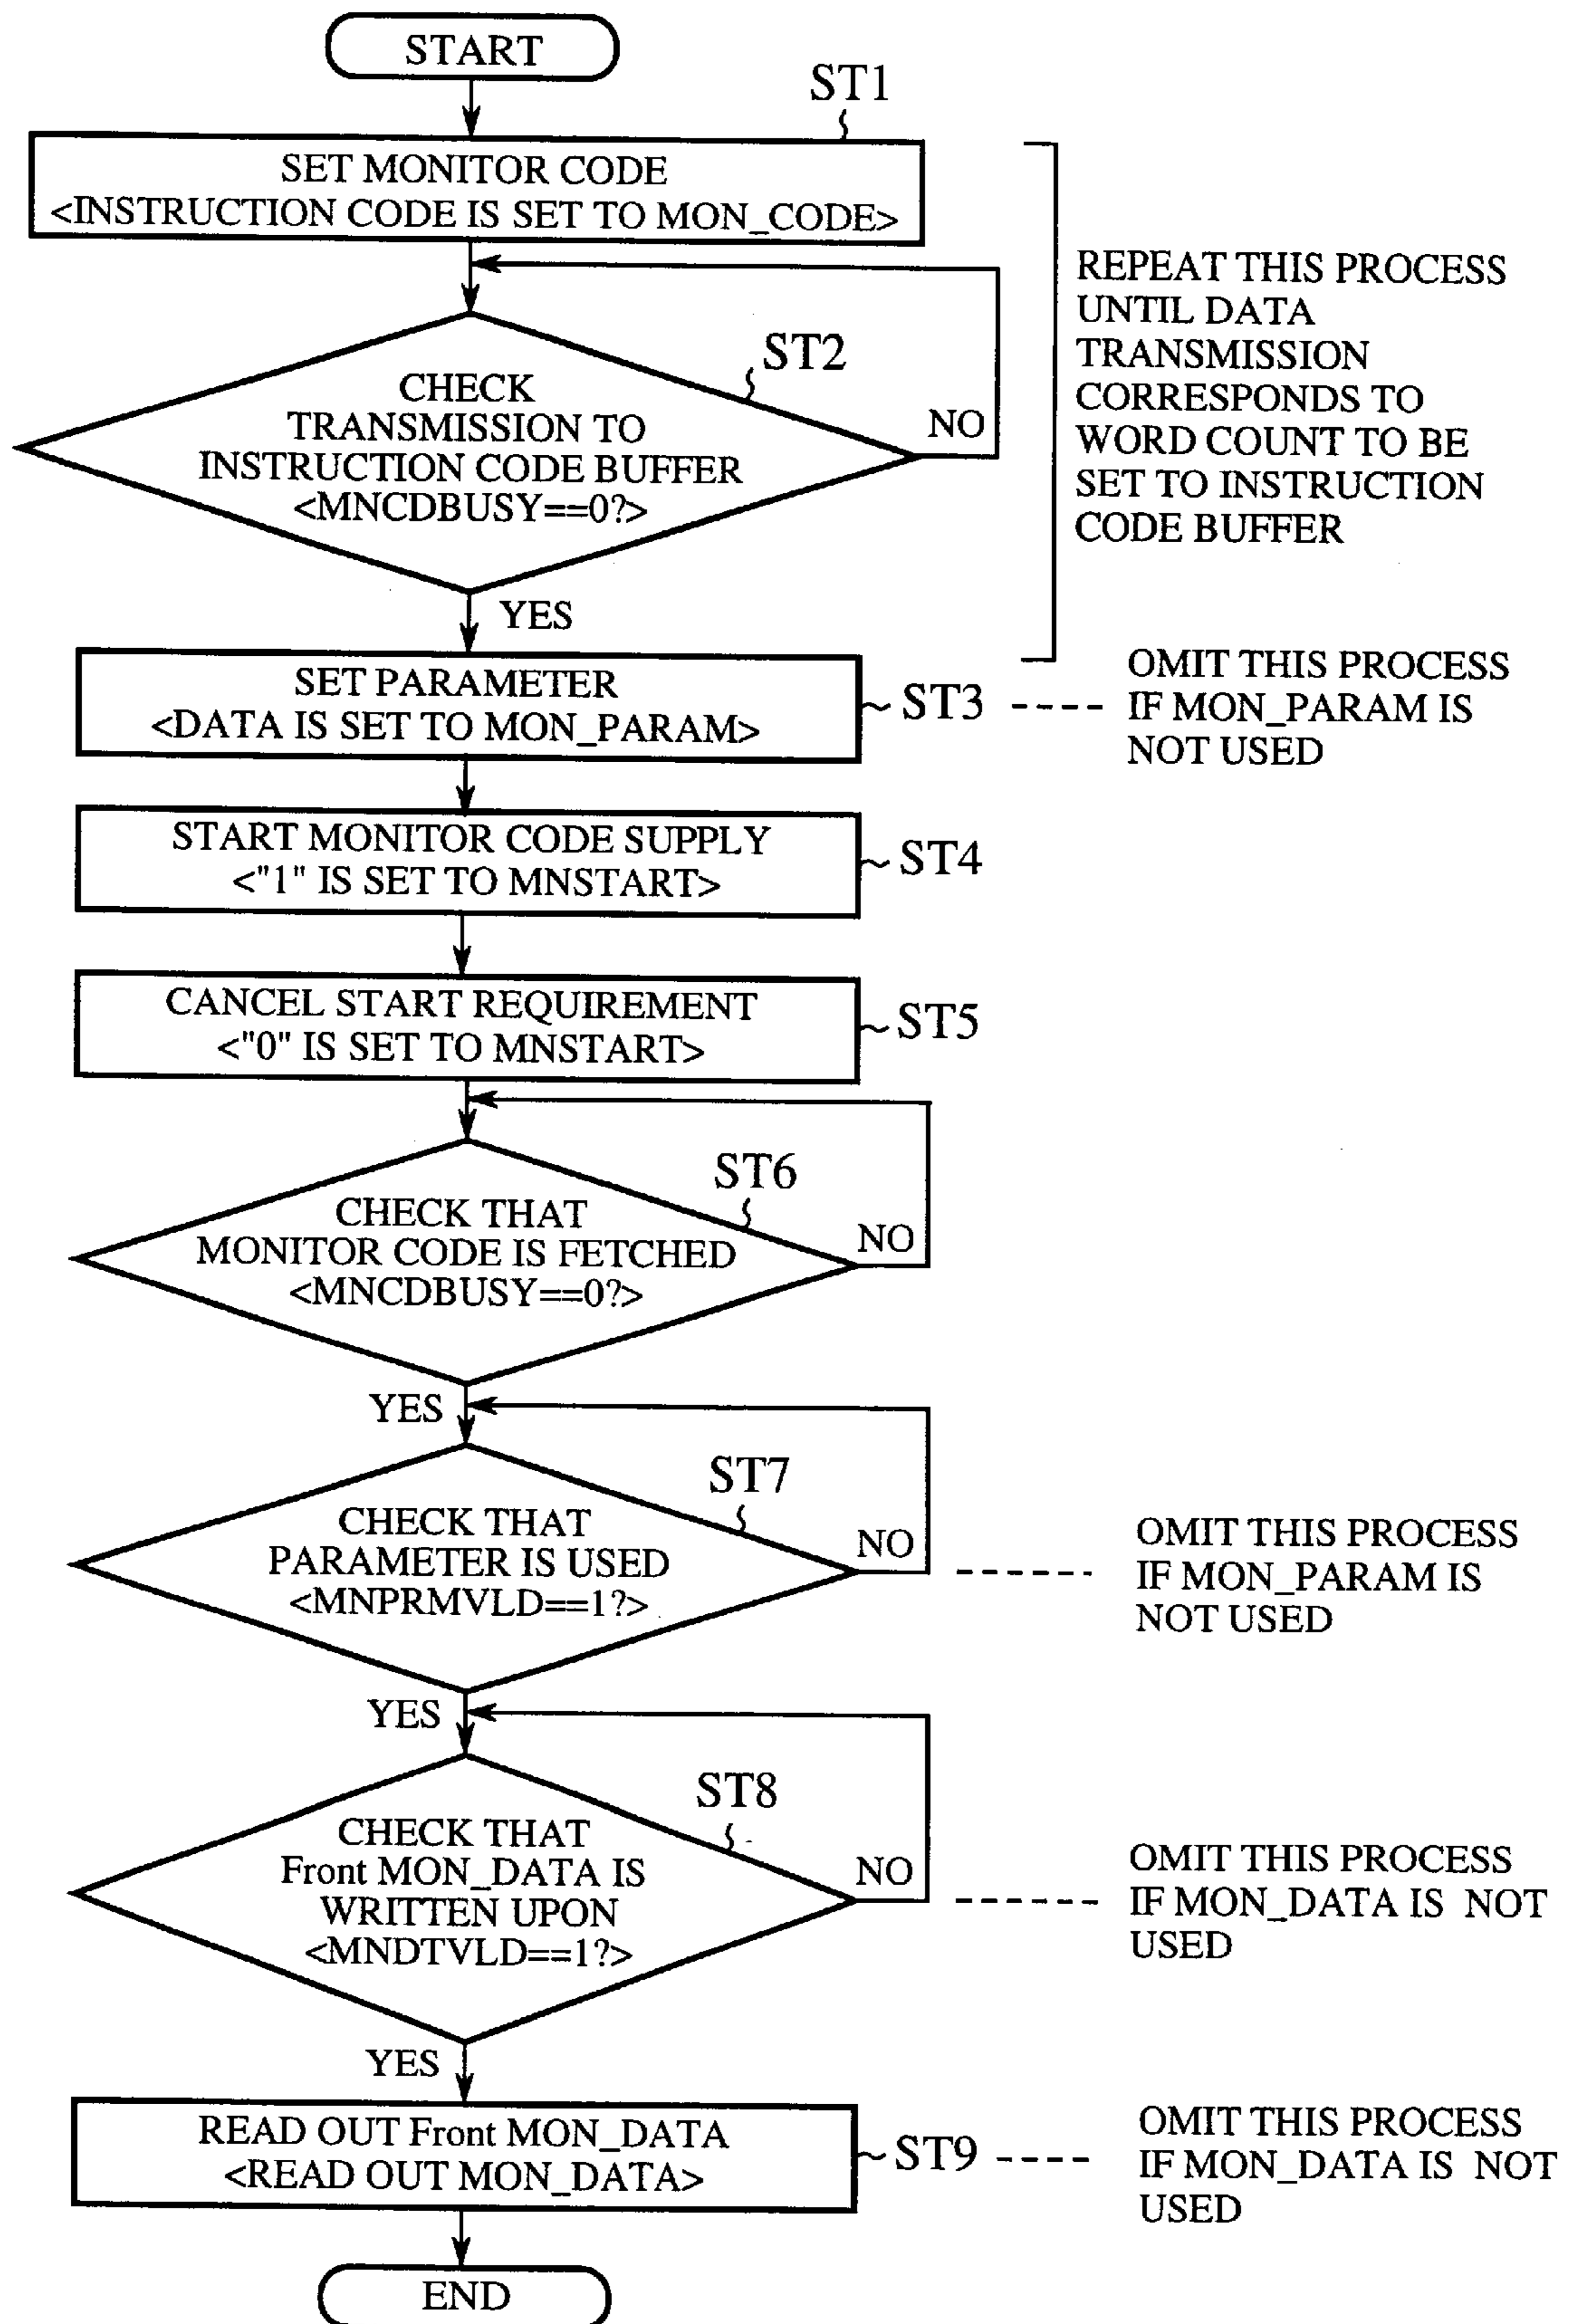 START
ST1
SET MONITOR CODE
<INSTRUCTION CODE IS SET TO MON_CODE>
REPEAT THIS PROCESS
UNTIL DATA
TRANSMISSION
CORRESPONDS TO
WORD COUNT TO BE
SET TO INSTRUCTION
CODE BUFFER
ST2
CHECK
TRANSMISSION TO
INSTRUCTION CODE BUFFER
<MNCDBUSY==0?>
NO
YES
SET PARAMETER
<DATA IS SET TO MON_PARAM>
ST3
OMIT THIS PROCESS
IF MON_PARAM IS
NOT USED
START MONITOR CODE SUPPLY
<"1" IS SET TO MNSTART>
ST4
CANCEL START REQUIREMENT
<"0" IS SET TO MNSTART>
ST5
ST6
CHECK THAT
MONITOR CODE IS FETCHED
<MNCDBUSY==0?>
NO
YES
ST7
CHECK THAT
PARAMETER IS USED
<MNPRMVLD==1?>
NO
OMIT THIS PROCESS
IF MON_PARAM IS
NOT USED
YES
ST8
CHECK THAT
Front MON_DATA IS
WRITTEN UPON
<MNDTVLD==1?>
NO
OMIT THIS PROCESS
IF MON_DATA IS NOT
USED
YES
READ OUT Front MON_DATA
<READ OUT MON_DATA>
ST9
OMIT THIS PROCESS
IF MON_DATA IS NOT
USED
END